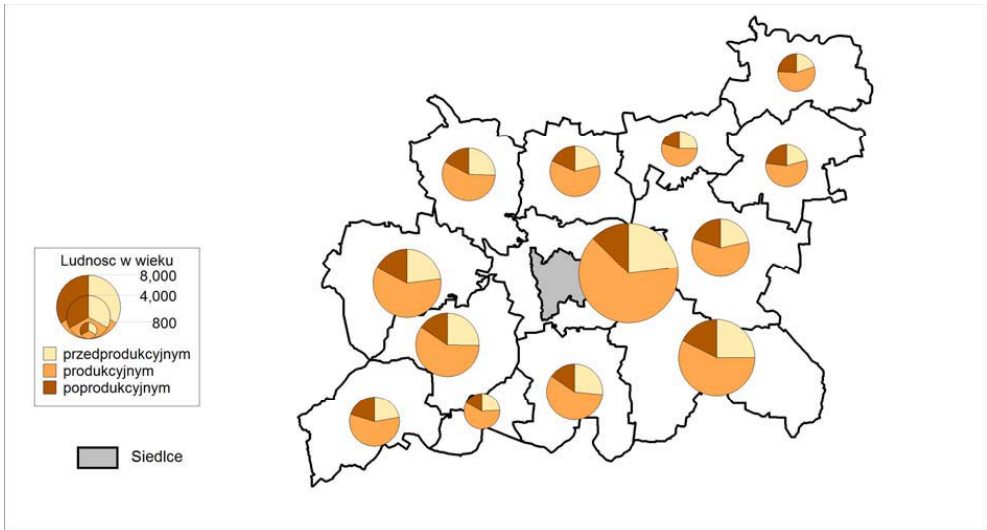 Ludnosc w wieku
8,000
4,000
800
przedprodukcyjnym
produkcyjnym
poprodukcyjnym
Siedlce